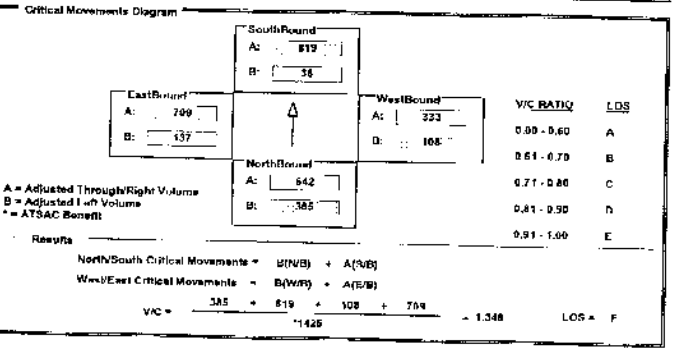 Critical Movements Diagram
SouthBound
A: 819
B:
EastBound
A: 709
B: 137
WestBound
A: 333
B: 108
NorthBound
A: 642
B: 385
V/C RATIO LOS
0.00 - 0.60 A
0.61 - 0.70 B
0.71 - 0.80 C
0.81 - 0.90 D
0.91 - 1.00 E
A = Adjusted Through/Right Volume
B = Adjusted Left Volume
* = ATSAC Benefit
Results
North/South Critical Movements = B(N/B) + A(S/B)
West/East Critical Movements = B(W/B) + A(E/B)
V/C = 385 + 819 + 108 + 709
*1425
= 1.348 LOS = F